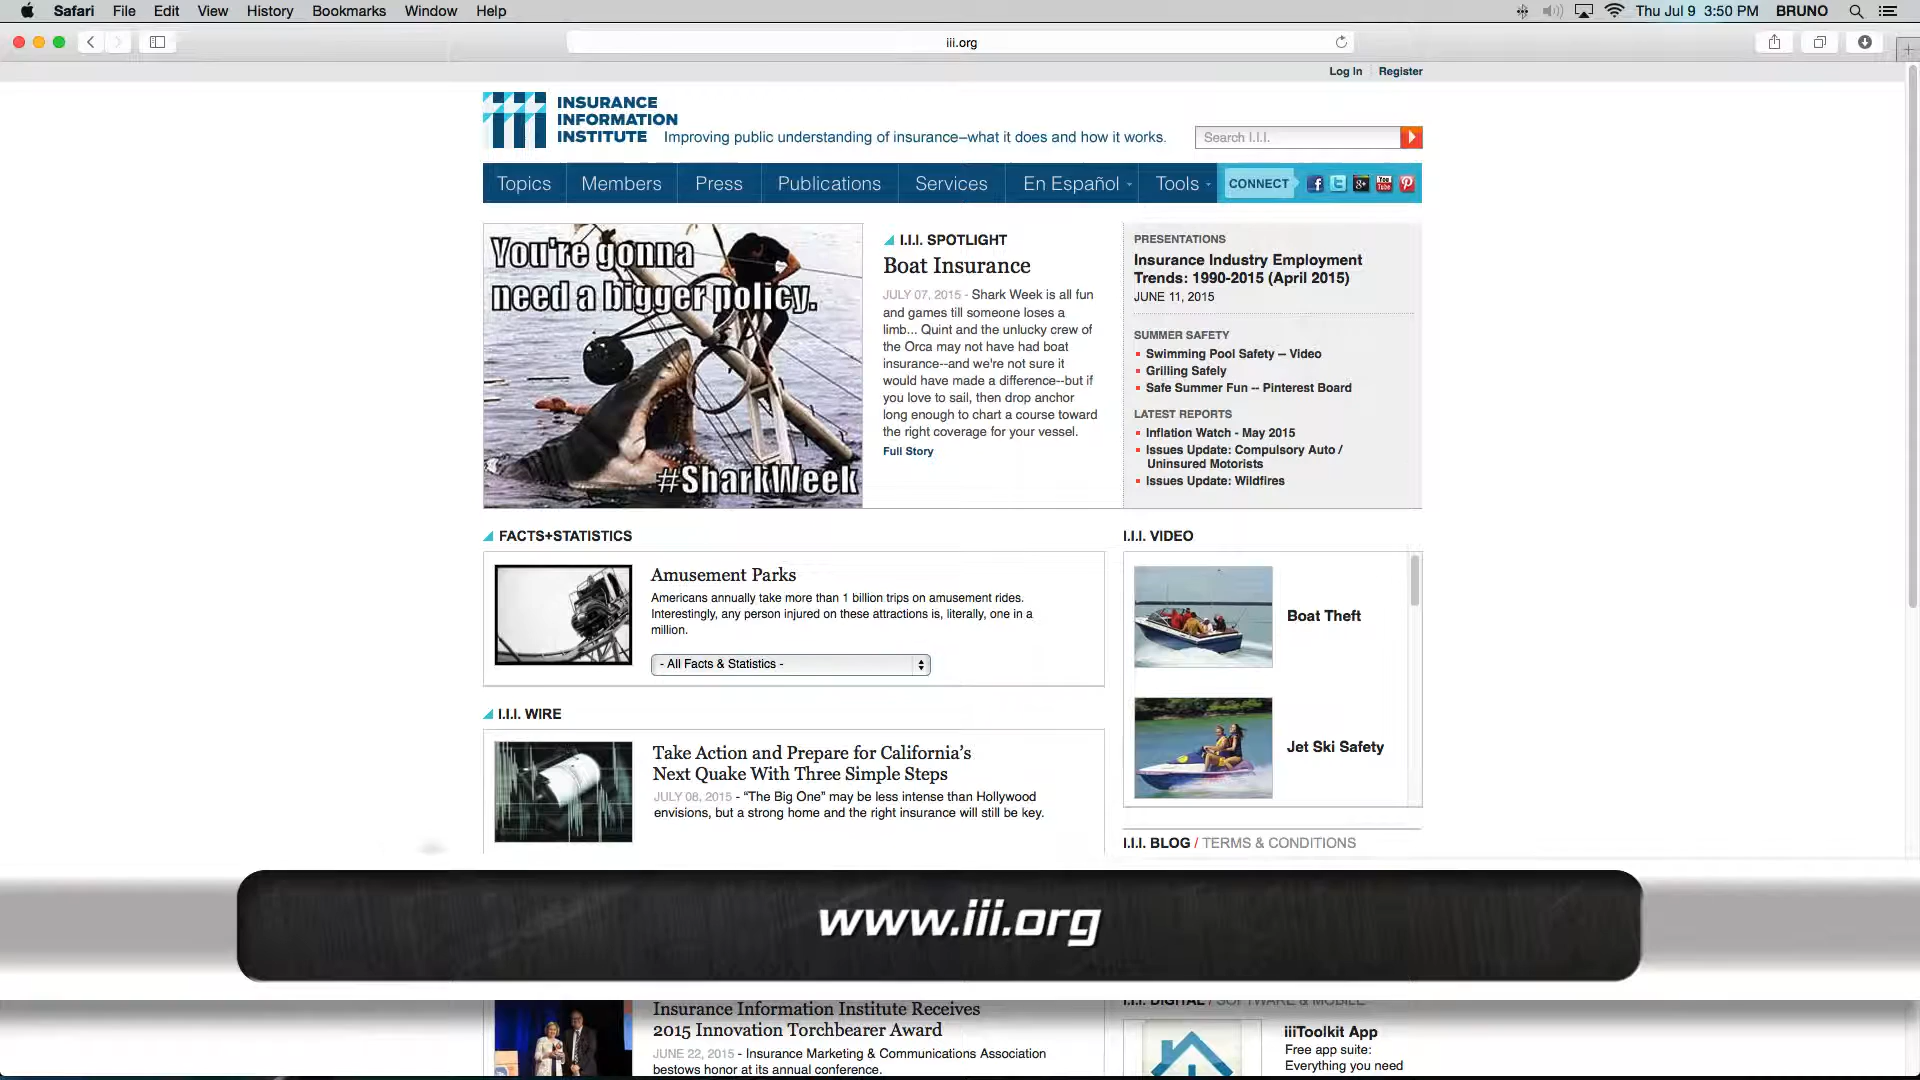 Safari File Edit View History Bookmarks Window Help
Thu Jul 9 3:50 PM BRUNO
iii.org
Log In Register
INSURANCE
INFORMATION
INSTITUTE
Improving public understanding of insurance–what it does and how it works.
Search I.I.I.
Topics Members Press Publications Services En Español Tools CONNECT
You're gonna
need a bigger policy.
#SharkWeek
I.I.I. SPOTLIGHT
Boat Insurance
JULY 07, 2015 - Shark Week is all fun
and games till someone loses a
limb... Quint and the unlucky crew of
the Orca may not have had boat
insurance--and we're not sure it
would have made a difference--but if
you love to sail, then drop anchor
long enough to chart a course toward
the right coverage for your vessel.
Full Story
PRESENTATIONS
Insurance Industry Employment
Trends: 1990-2015 (April 2015)
JUNE 11, 2015
SUMMER SAFETY
Swimming Pool Safety – Video
Grilling Safely
Safe Summer Fun -- Pinterest Board
LATEST REPORTS
Inflation Watch - May 2015
Issues Update: Compulsory Auto /
Uninsured Motorists
Issues Update: Wildfires
FACTS+STATISTICS
Amusement Parks
Americans annually take more than 1 billion trips on amusement rides.
Interestingly, any person injured on these attractions is, literally, one in a
million.
- All Facts & Statistics -
I.I.I. VIDEO
Boat Theft
Jet Ski Safety
I.I.I. WIRE
Take Action and Prepare for California’s
Next Quake With Three Simple Steps
JULY 08, 2015 - “The Big One” may be less intense than Hollywood
envisions, but a strong home and the right insurance will still be key.
I.I.I. BLOG / TERMS & CONDITIONS
www.iii.org
Insurance Information Institute Receives
2015 Innovation Torchbearer Award
JUNE 22, 2015 - Insurance Marketing & Communications Association
bestows honor at its annual conference.
I.I.I. DIGITAL / SOFTWARE & MOBILE
iiiToolkit App
Free app suite:
Everything you need